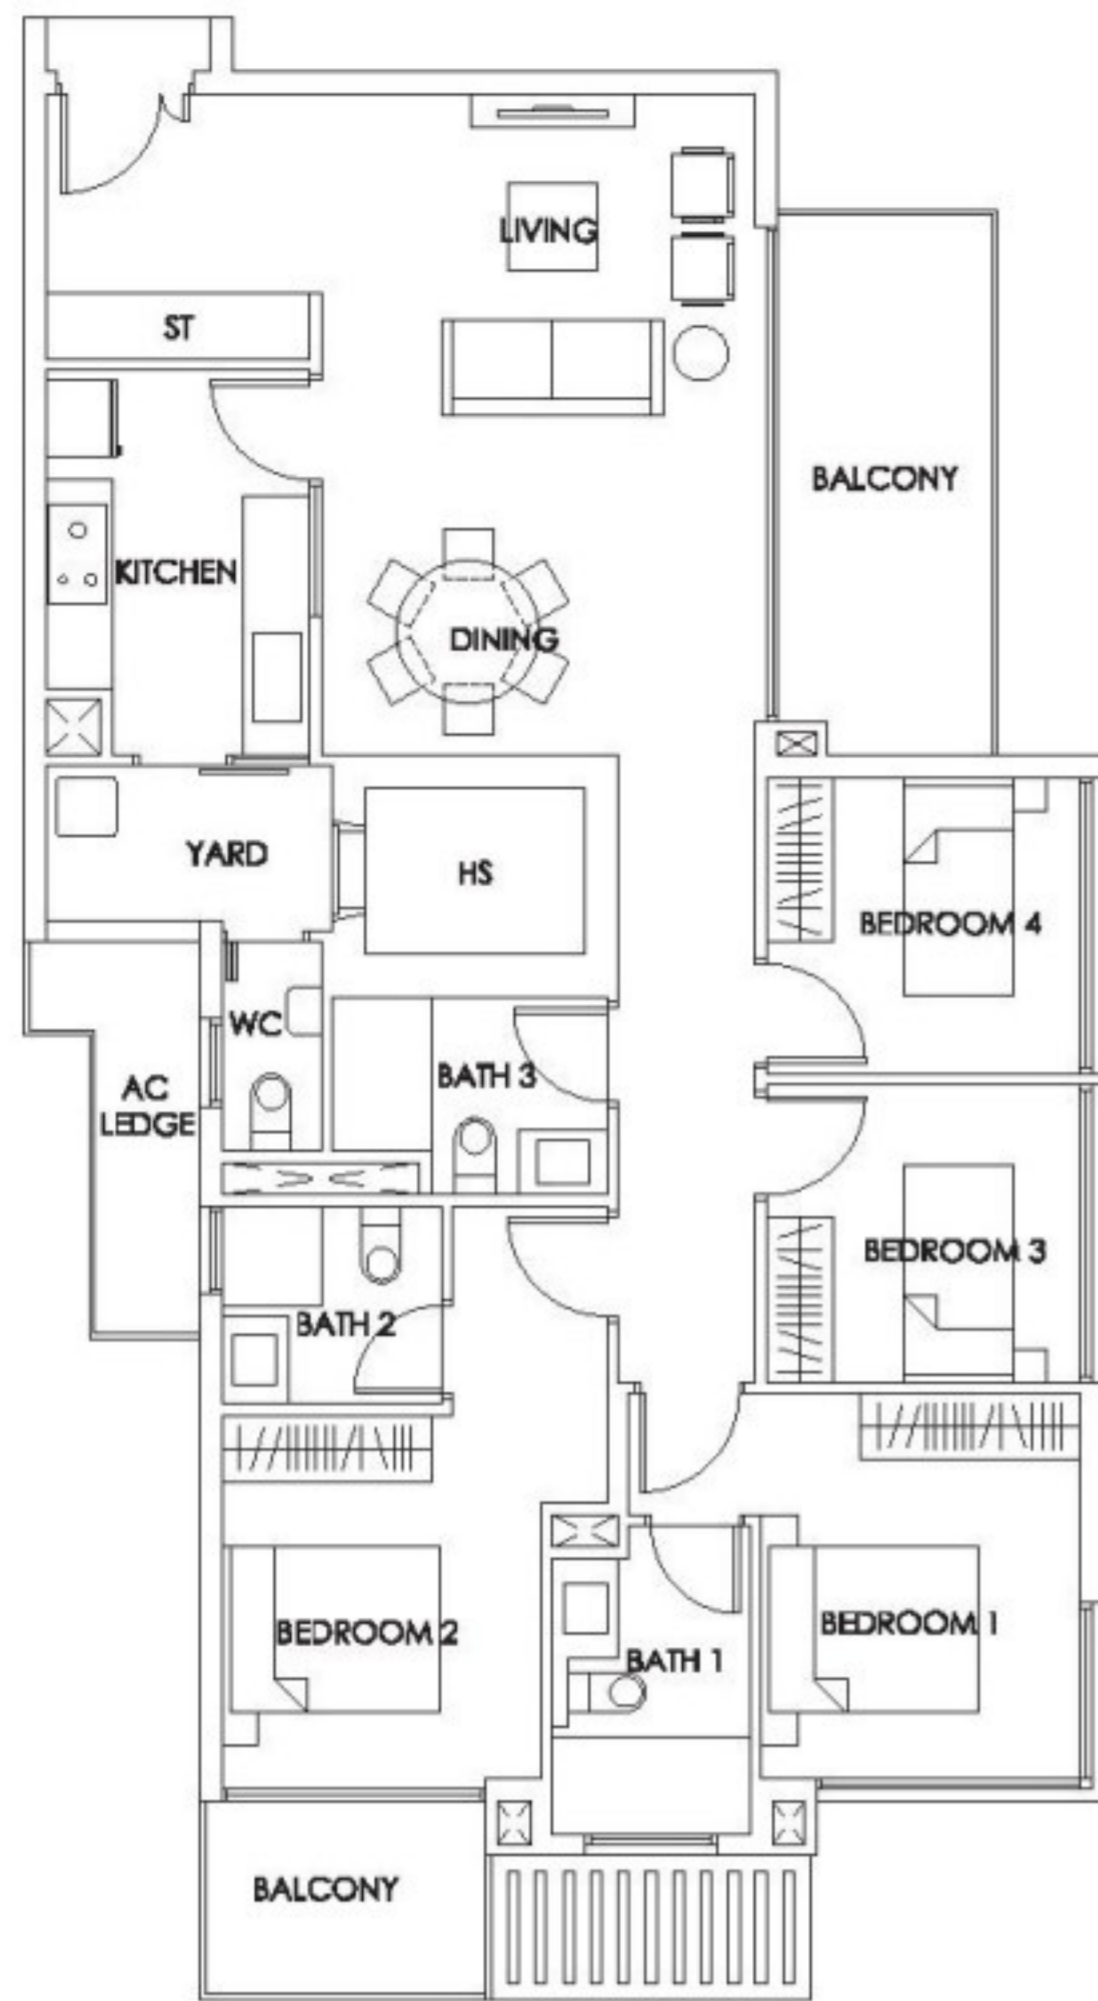 LIVING
ST
BALCONY
KITCHEN
DINING
YARD
HS
BEDROOM 4
WC
BATH 3
AC
LEDGE
BEDROOM 3
BATH 2
BEDROOM 2
BEDROOM 1
BATH 1
BALCONY